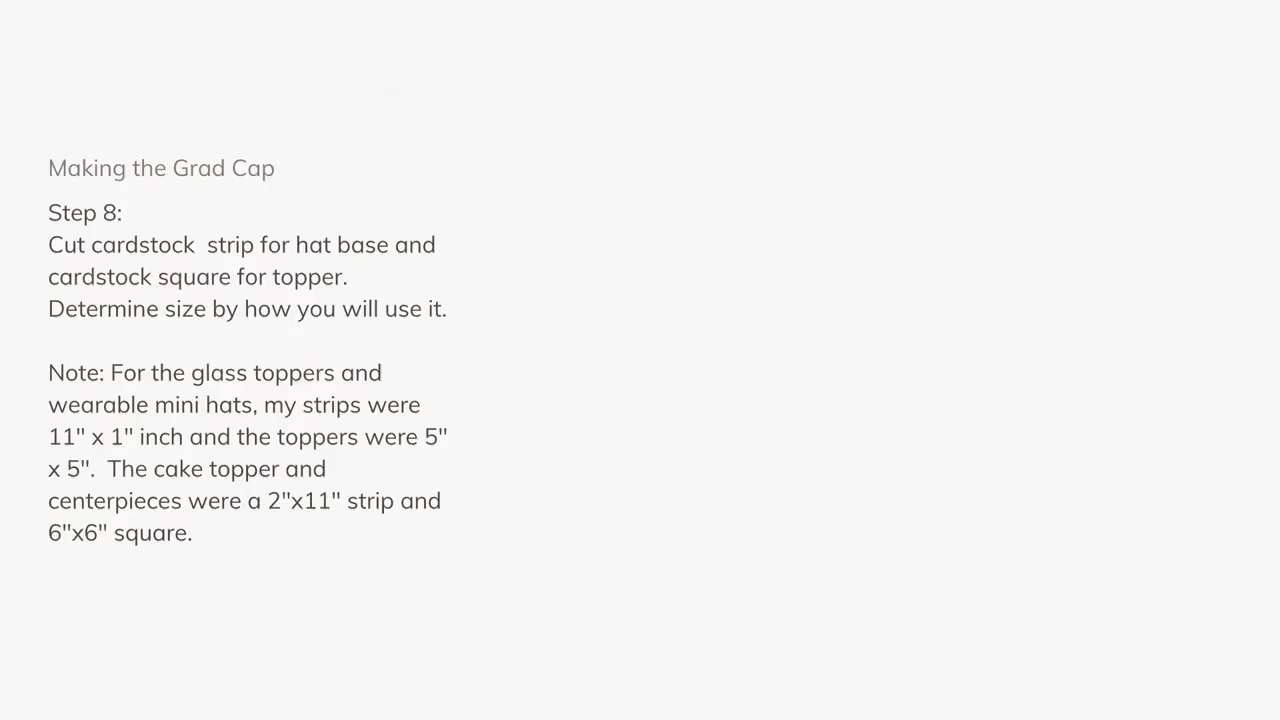 Making the Grad Cap
Step 8:
Cut cardstock  strip for hat base and
cardstock square for topper.
Determine size by how you will use it.
Note: For the glass toppers and
wearable mini hats, my strips were
11" x 1" inch and the toppers were 5"
x 5".  The cake topper and
centerpieces were a 2"x11" strip and
6"x6" square.